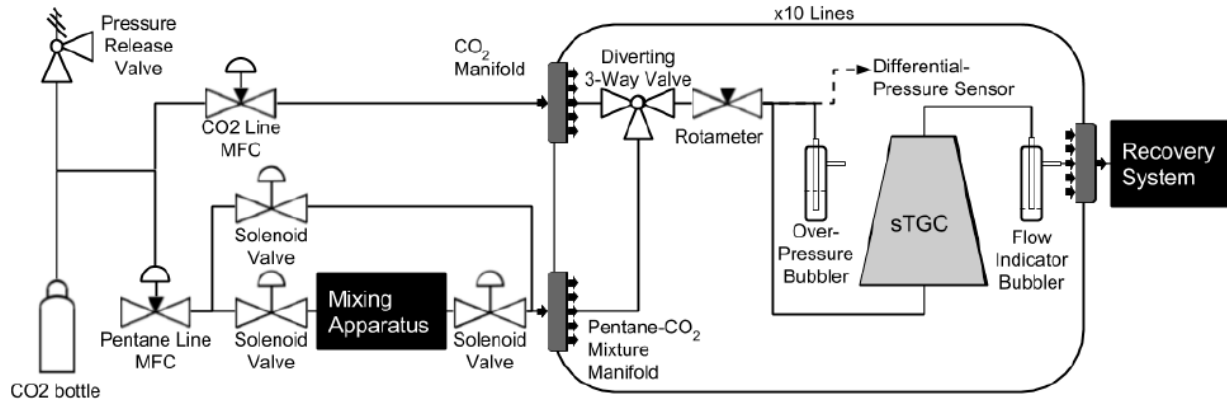 x10 Lines
Pressure
Release
Valve
CO2 Line
MFC
CO₂
Manifold
Diverting
3-Way Valve
Rotameter
Differential-
Pressure Sensor
Over-
Pressure
Bubbler
sTGC
Flow
Indicator
Bubbler
Recovery
System
Solenoid
Valve
CO2 bottle
Pentane Line
MFC
Solenoid
Valve
Mixing
Apparatus
Solenoid
Valve
Pentane-CO₂
Mixture
Manifold